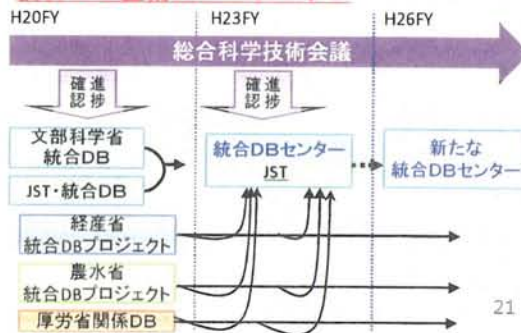 H20FY H23FY H26FY
総合科学技術会議
進捗確認 進捗確認
文部科学省
統合DB
JST・統合DB
統合DBセンター
JST
新たな
統合DBセンター
経産省
統合DBプロジェクト
農水省
統合DBプロジェクト
厚労省関係DB
21